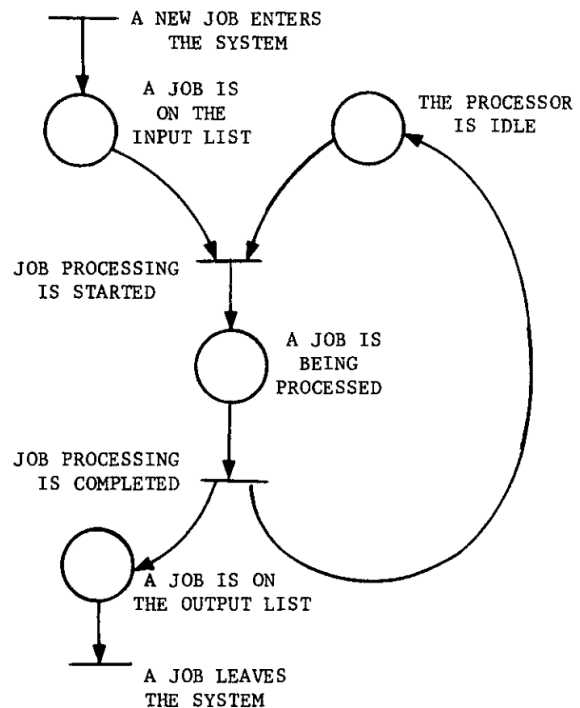 A NEW JOB ENTERS
THE SYSTEM
A JOB IS
ON THE
INPUT LIST
THE PROCESSOR
IS IDLE
JOB PROCESSING
IS STARTED
A JOB IS
BEING
PROCESSED
JOB PROCESSING
IS COMPLETED
A JOB IS ON
THE OUTPUT LIST
A JOB LEAVES
THE SYSTEM